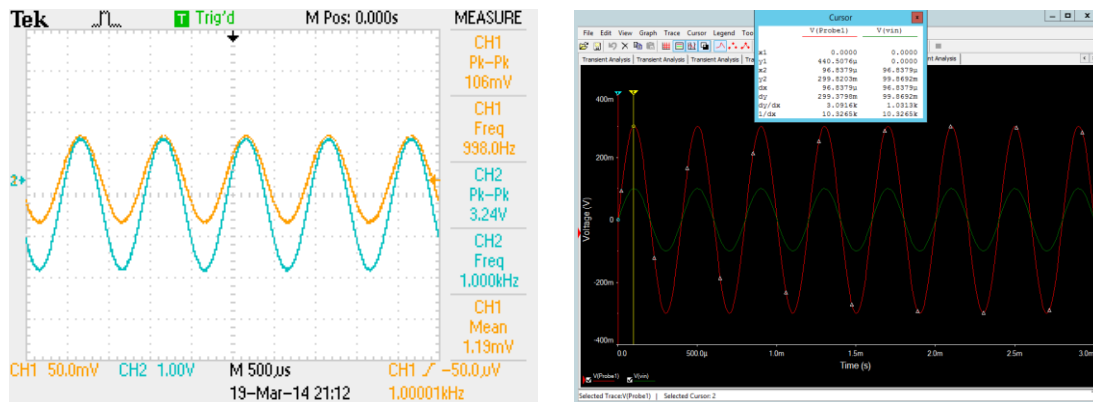 Tek
T Trig'd
M Pos: 0.000s
MEASURE
CH1
Pk-Pk
106mV
CH1
Freq
998.0Hz
2
CH2
Pk-Pk
3.24V
CH2
Freq
1.000kHz
CH1
Mean
1.19mV
CH1 50.0mV CH2 1.00V M 500µs CH1 -50.0µV
19-Mar-14 21:12 1.00001kHz
Cursor
V(Probe1) V(vin)
x1 0.0000 0.0000
y1 440.5076µ 0.0000
x2 96.8379µ 96.8379µ
y2 299.8203m 99.8692m
dx 96.8379µ 96.8379µ
dy 299.3798m 99.8692m
dy/dx 3.0916k 1.0313k
1/dx 10.3265k 10.3265k
File Edit View Graph Trace Cursor Legend
Transient Analysis Transient Analysis Transient Analysis
Analysis
400m
200m
0
-200m
-400m
Voltage (V)
0.0 500.0µ 1.0m 1.5m 2.0m 2.5m 3.0m
Time (s)
V(Probe1) V(vin)
Selected Trace:V(Probe1) | Selected Cursor: 2